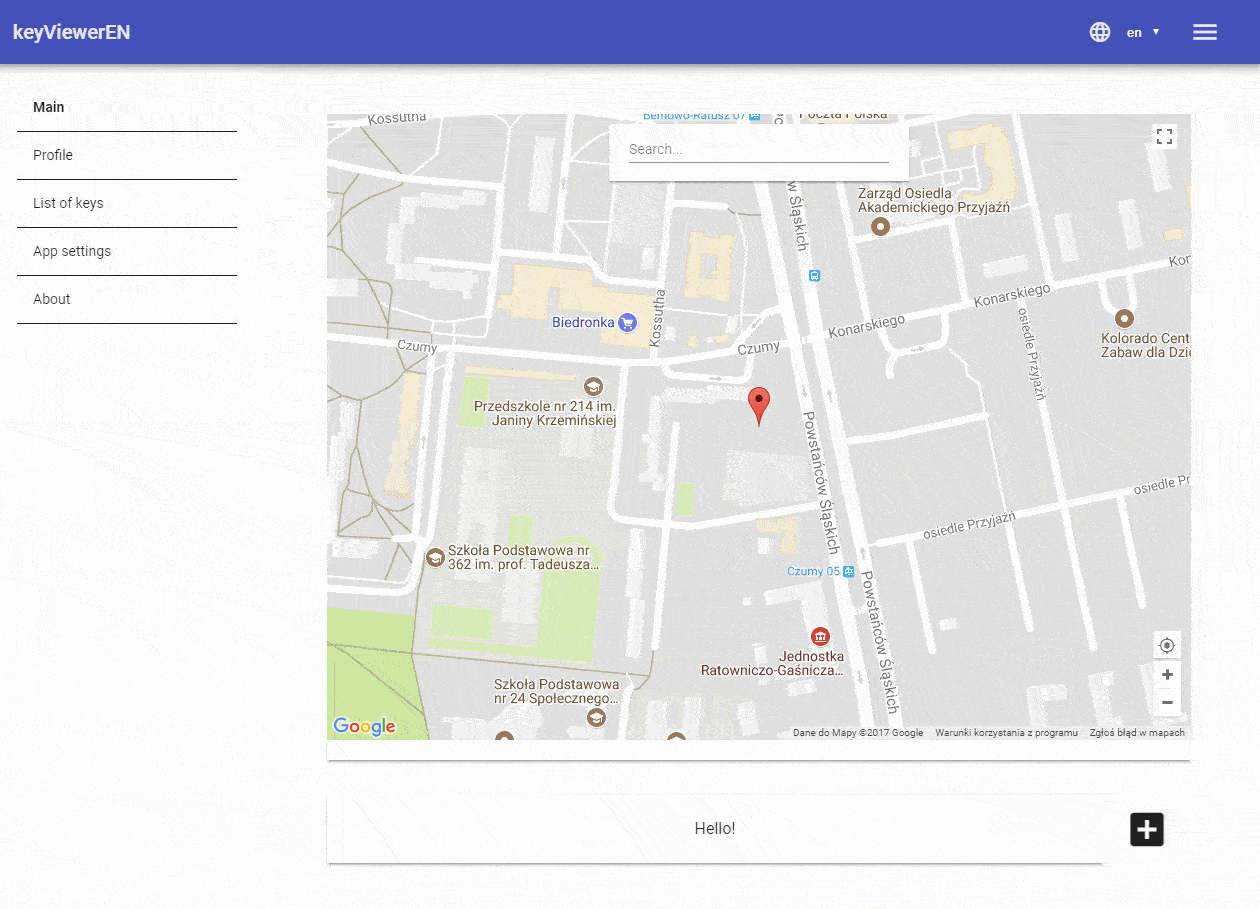 keyViewerEN
en
Main
Profile
List of keys
App settings
About
Kossutha
Bemowo-Ratusz 07
Poczta Polska
Search...
w Śląskich
Zarząd Osiedla
Akademickiego Przyjaźń
Kossutha
Biedronka
Konarskiego
Konarskiego
Kor
Czumy
Czumy
osiedle Przyjaźń
Kolorado Cent
Zabaw dla Dzie
Przedszkole nr 214 im.
Janiny Krzemińskiej
Powstańców Śląskich
osiedle Pr
osiedle Przyjaźń
Szkoła Podstawowa nr
362 im. prof. Tadeusza...
Czumy 05
Powstańców Śląskich
Jednostka
Ratowniczo-Gaśnicza...
Szkoła Podstawowa
nr 24 Społecznego...
Google
Dane do Mapy ©2017 Google
Warunki korzystania z programu
Zgłoś błąd w mapach
Hello!